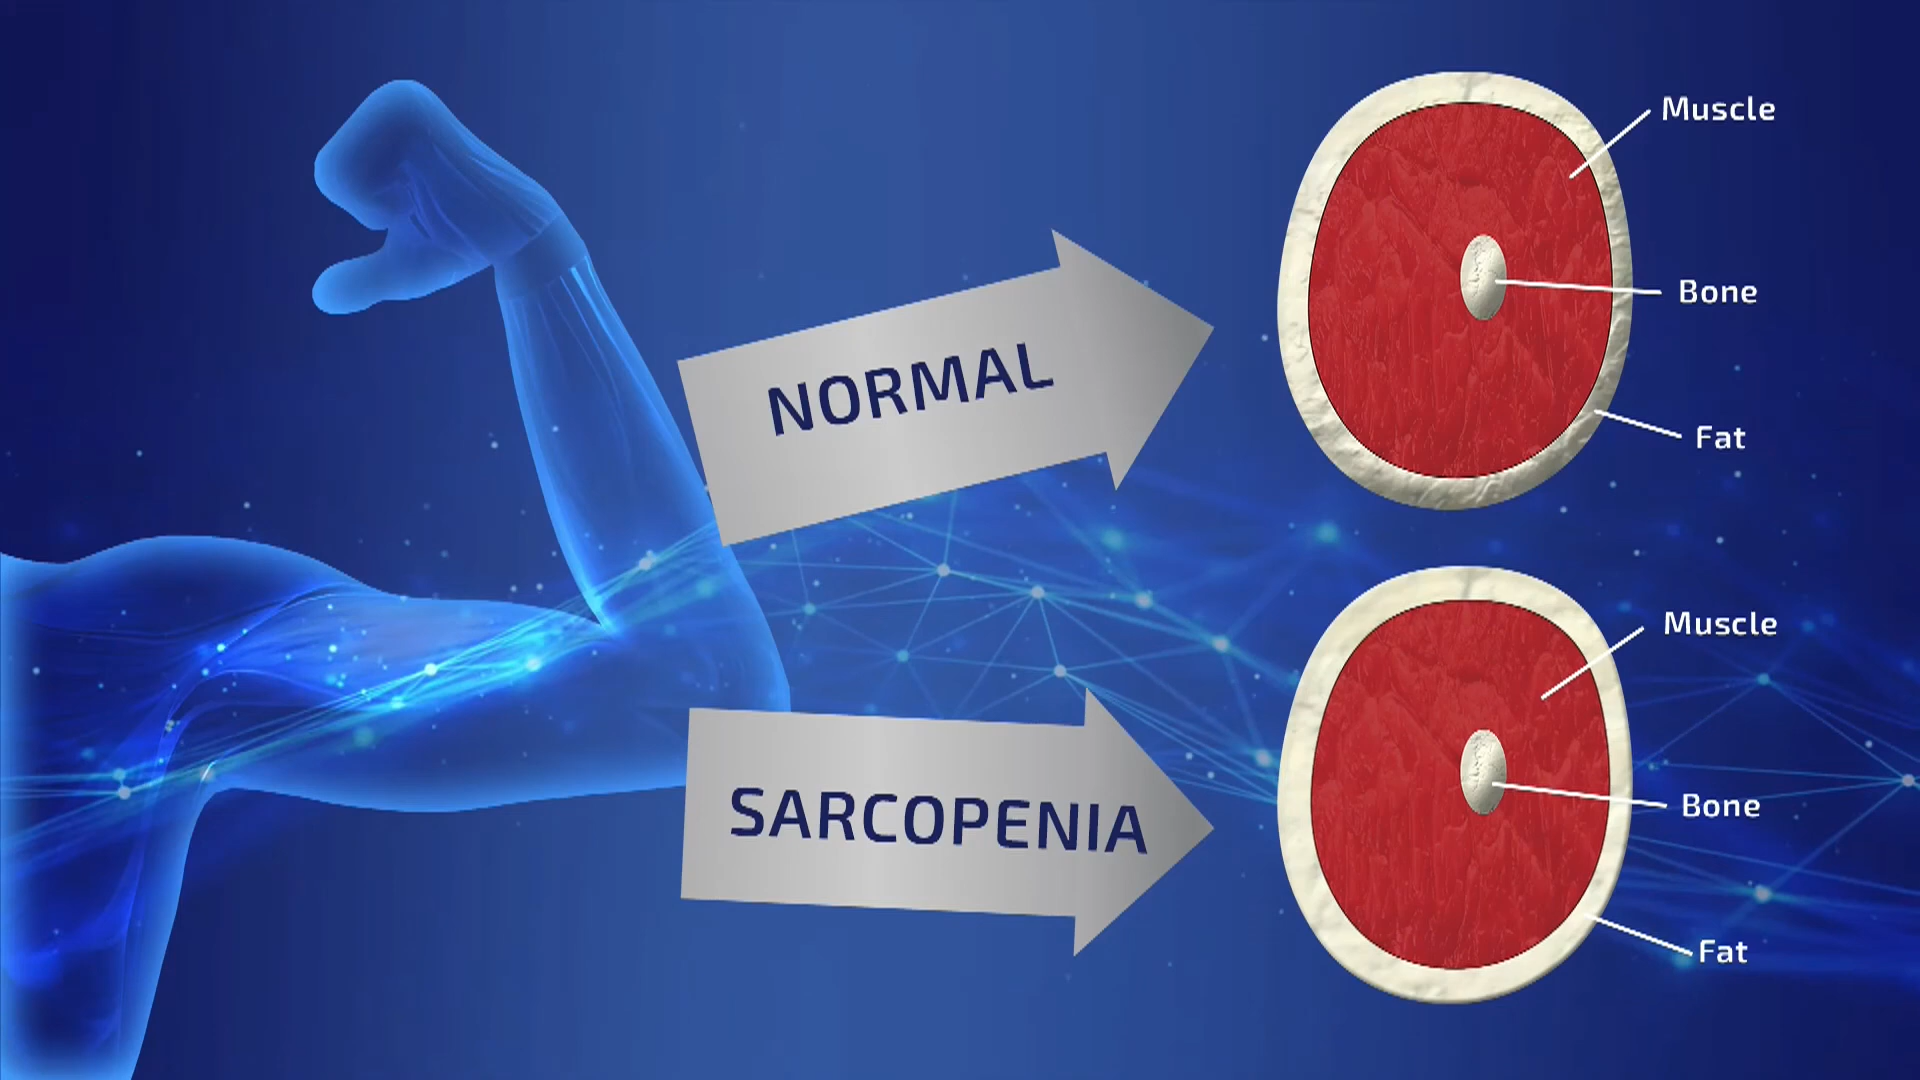 NORMAL
Muscle
Bone
Fat
SARCOPENIA
Muscle
Bone
Fat